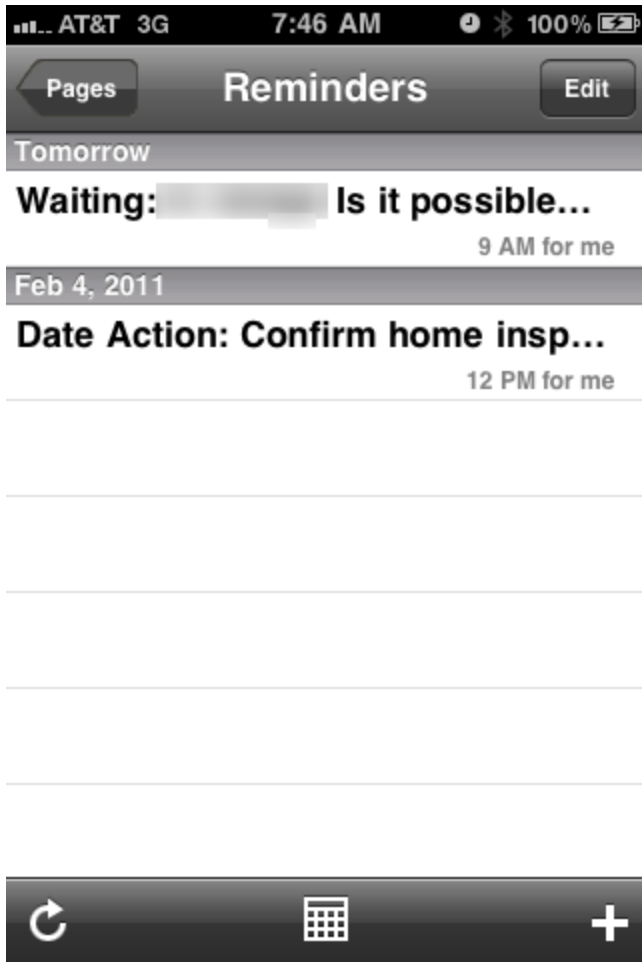 AT&T 3G 7:46 AM 100%
Pages Reminders Edit
Tomorrow
Waiting: Is it possible...
9 AM for me
Feb 4, 2011
Date Action: Confirm home insp...
12 PM for me